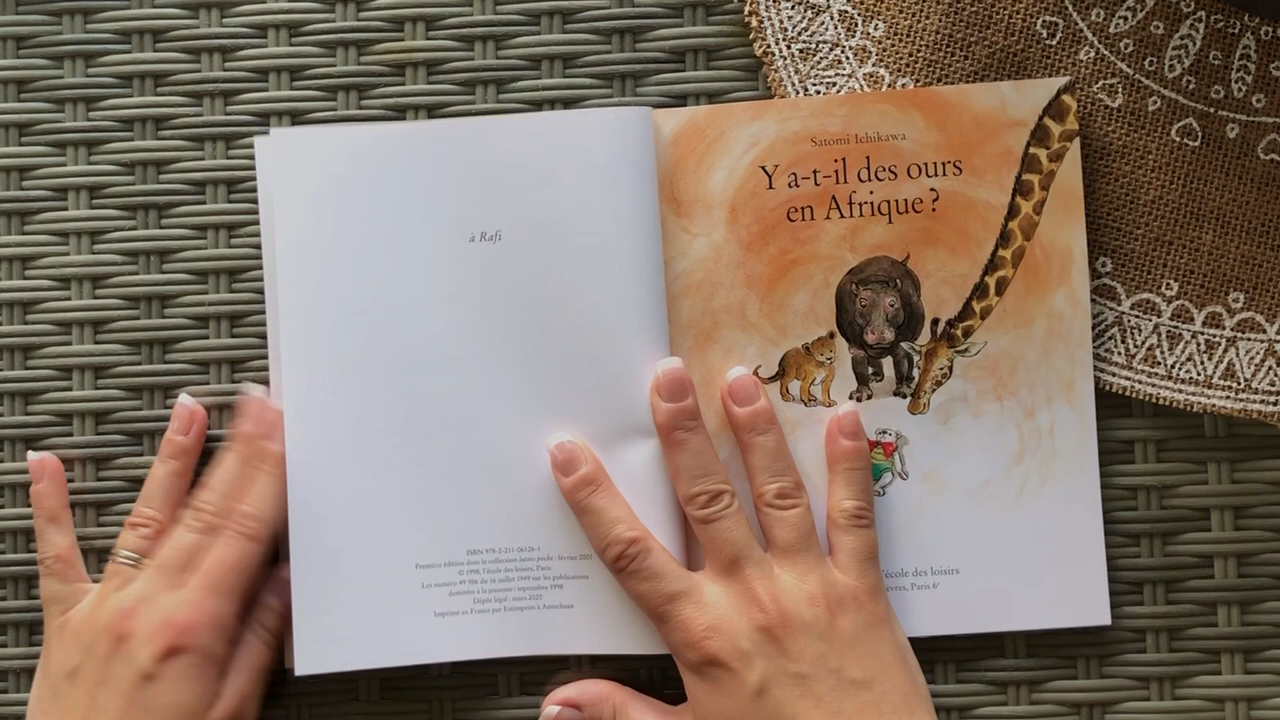 à Rafi
ISBN 978-2-211-06126-1
Première édition dans la collection lutin poche : février 2001
© 1998, l'école des loisirs, Paris
Loi numéro 49 956 du 16 juillet 1949 sur les publications
destinées à la jeunesse : septembre 1998
Dépôt légal : mars 2020
Imprimé en France par Estimprim à Autechaux
Satomi Ichikawa
Y a-t-il des ours
en Afrique ?
l'école des loisirs
Paris 6e